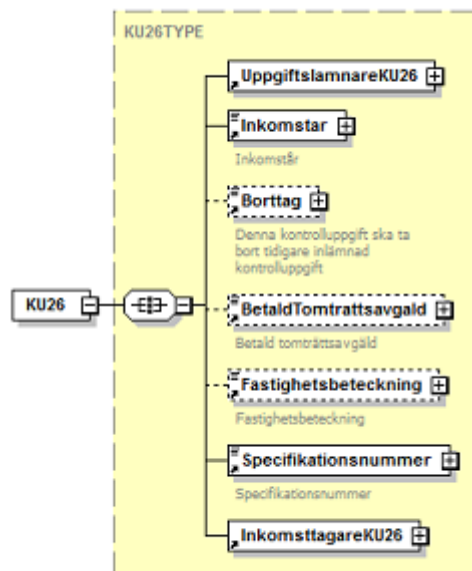 KU26TYPE
UppgiftslamnareKU26
Inkomstar
Inkomstår
Borttag
Denna kontrolluppgift ska ta
bort tidigare inlämnad
kontrolluppgift
KU26
BetaldTomtrattsavgald
Betald tomträttsavgäld
Fastighetsbeteckning
Fastighetsbeteckning
Specifikationsnummer
Specifikationsnummer
InkomsttagareKU26